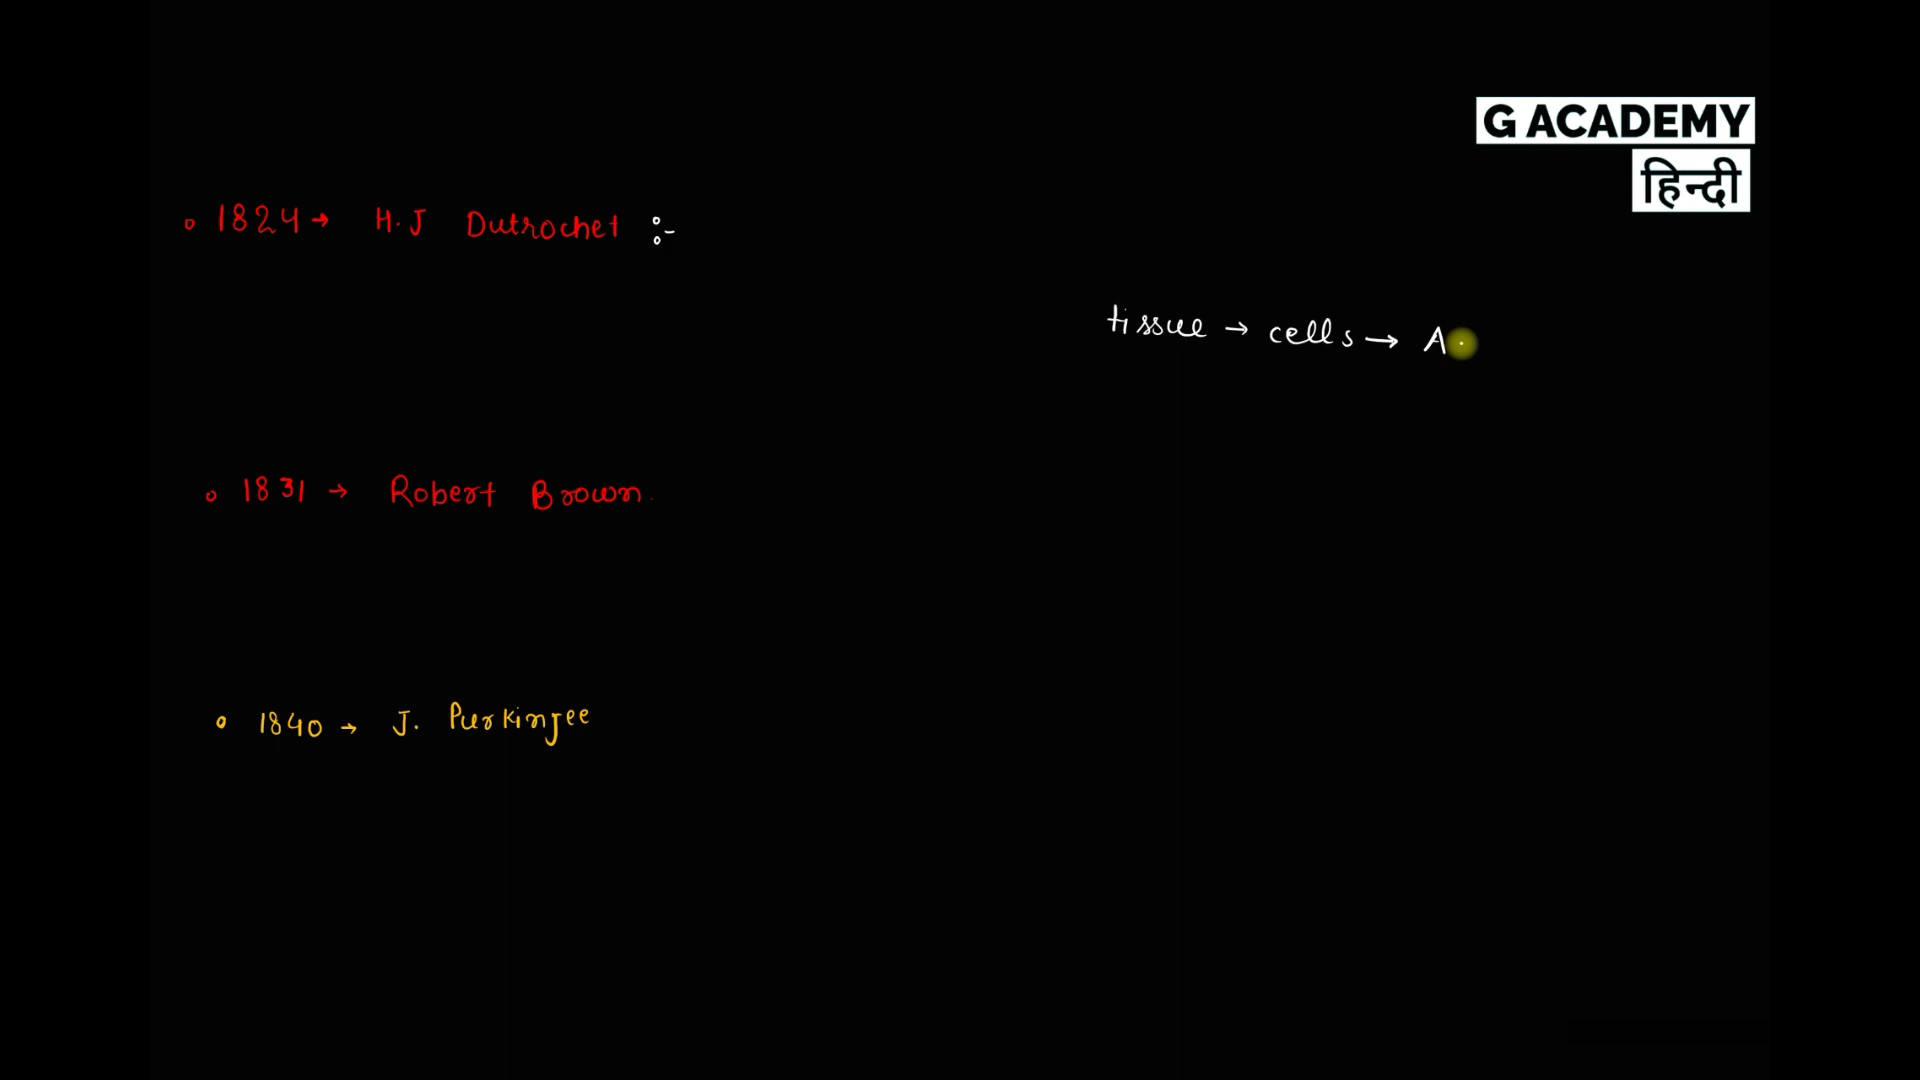 G ACADEMY
हिन्दी
1824 → H.J Dutrochet :-
tissue → cells → A
1831 → Robert Brown.
1840 → J. Purkinjee